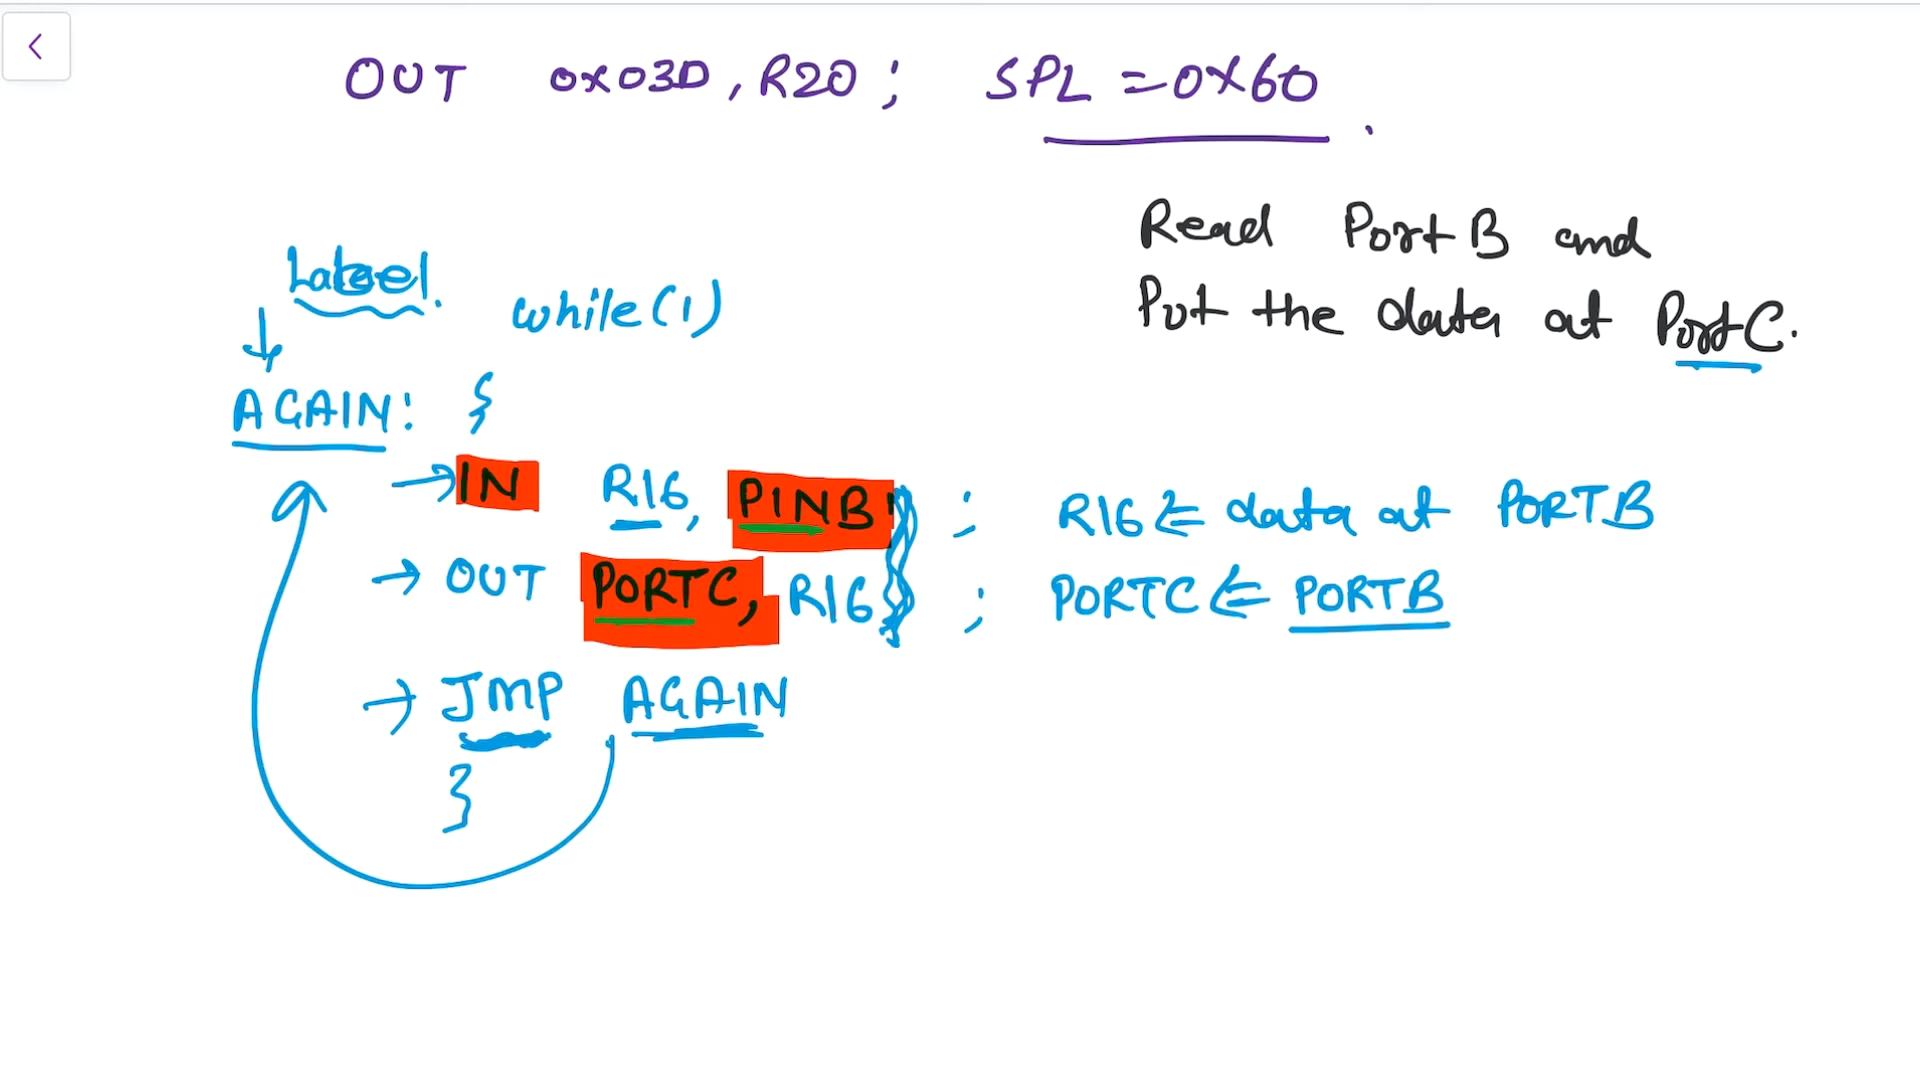 OUT 0x03D, R20 ; SPL = 0X60
Read Port B and
Put the data at Port C.
Label.
while(1)
AGAIN: {
→ IN R16, PINB ; R16 ⇐ data at PORTB
→ OUT PORTC, R16 ; PORTC ⇐ PORTB
→ JMP AGAIN
}